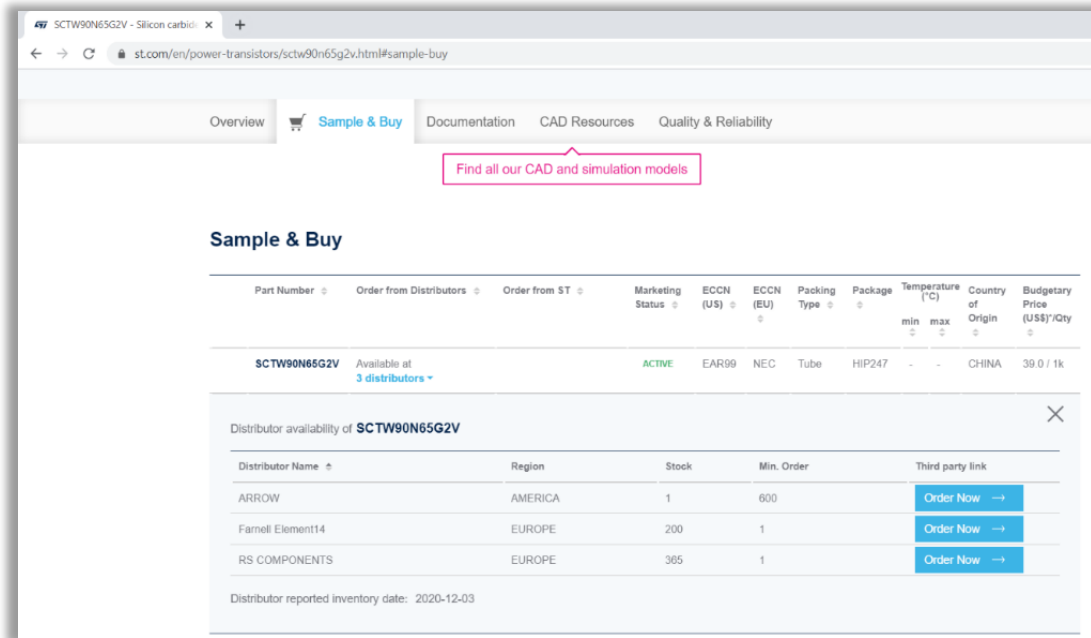 SCTW90N65G2V - Silicon carbid
st.com/en/power-transistors/sctw90n65g2v.html#sample-buy
Overview Sample & Buy Documentation CAD Resources Quality & Reliability
Find all our CAD and simulation models
Sample & Buy
Part Number Order from Distributors Order from ST Marketing Status ECCN (US) ECCN (EU) Packing Type Package Temperature (°C) min max Country of Origin Budgetary Price (US$)*/Qty
SCTW90N65G2V Available at 3 distributors ACTIVE EAR99 NEC Tube HIP247 - - CHINA 39.0 / 1k
Distributor availability of SCTW90N65G2V
Distributor Name Region Stock Min. Order Third party link
ARROW AMERICA 1 600 Order Now →
Farnell Element14 EUROPE 200 1 Order Now →
RS COMPONENTS EUROPE 365 1 Order Now →
Distributor reported inventory date: 2020-12-03